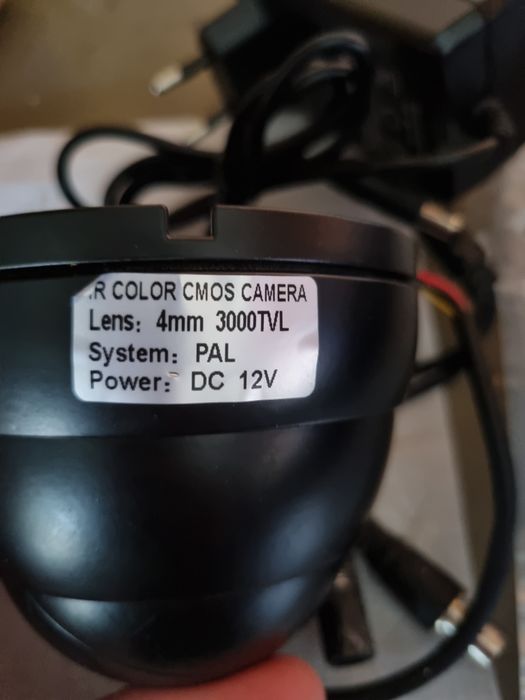 .R COLOR CMOS CAMERA
Lens: 4mm 3000TVL
System: PAL
Power: DC 12V